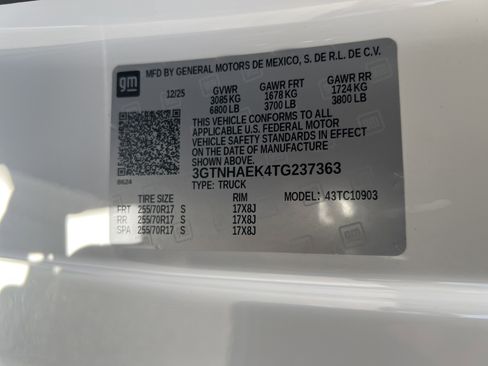 gm
MFD BY GENERAL MOTORS DE MEXICO, S. DE R.L. DE C.V.
12/25 GVWR GAWR FRT GAWR RR
3085 KG 1678 KG 1724 KG
6800 LB 3700 LB 3800 LB
THIS VEHICLE CONFORMS TO ALL
APPLICABLE U.S. FEDERAL MOTOR
VEHICLE SAFETY STANDARDS IN EFFECT
ON THE DATE OF MANUFACTURE
SHOWN ABOVE.
3GTNHAEK4TG237363
8624 TYPE: TRUCK
TIRE SIZE RIM MODEL: 43TC10903
FRT 255/70R17 S 17X8J
RR 255/70R17 S 17X8J
SPA 255/70R17 S 17X8J